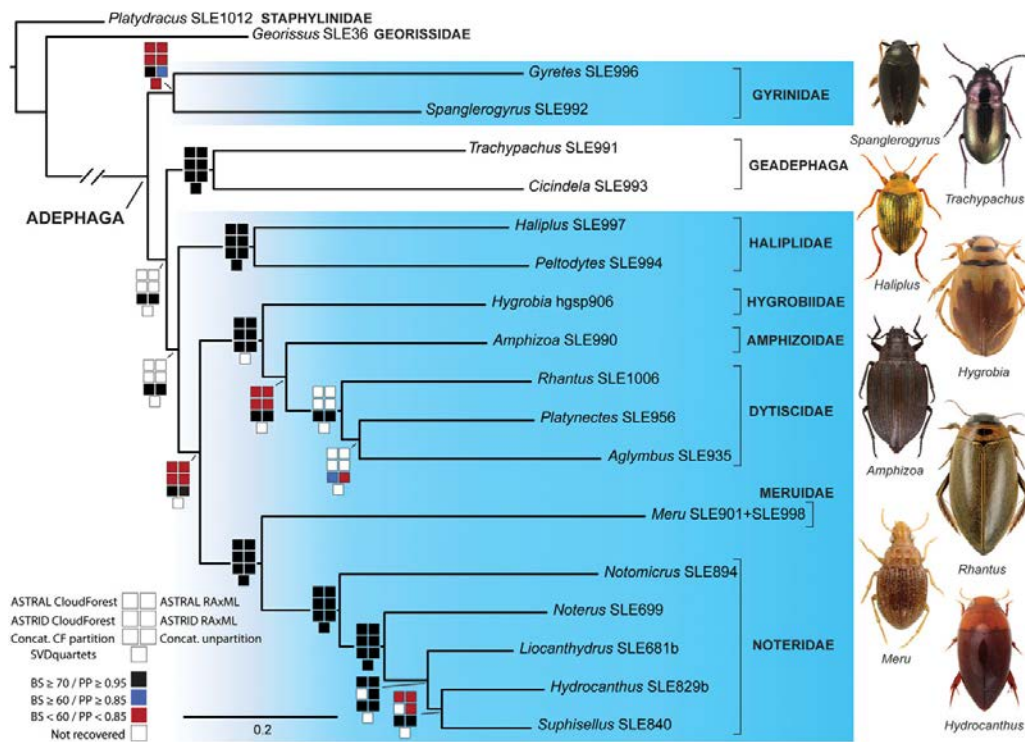 Platydracus SLE1012 STAPHYLINIDAE
Georissus SLE36 GEORISSIDAE
Gyretes SLE996
GYRINIDAE
Spanglerogyrus SLE992
Trachypachus SLE991
GEADEPHAGA
Cicindela SLE993
ADEPHAGA
Haliplus SLE997
HALIPLIDAE
Peltodytes SLE994
Hygrobia hgsp906 HYGROBIIDAE
Amphizoa SLE990 AMPHIZOIDAE
Rhantus SLE1006
Platynectes SLE956 DYTISCIDAE
Aglymbus SLE935
MERUIDAE
Meru SLE901+SLE998
Notomicrus SLE894
Noterus SLE699
Liocanthydrus SLE681b NOTERIDAE
Hydrocanthus SLE829b
Suphisellus SLE840
ASTRAL CloudForest ASTRAL RAxML
ASTRID CloudForest ASTRID RAxML
Concat. CF partition Concat. unpartition
SVDquartets
BS ≥ 70 / PP ≥ 0.95
BS ≥ 60 / PP ≥ 0.85
BS < 60 / PP < 0.85
Not recovered
0.2
Spanglerogyrus
Trachypachus
Haliplus
Hygrobia
Amphizoa
Rhantus
Meru
Hydrocanthus